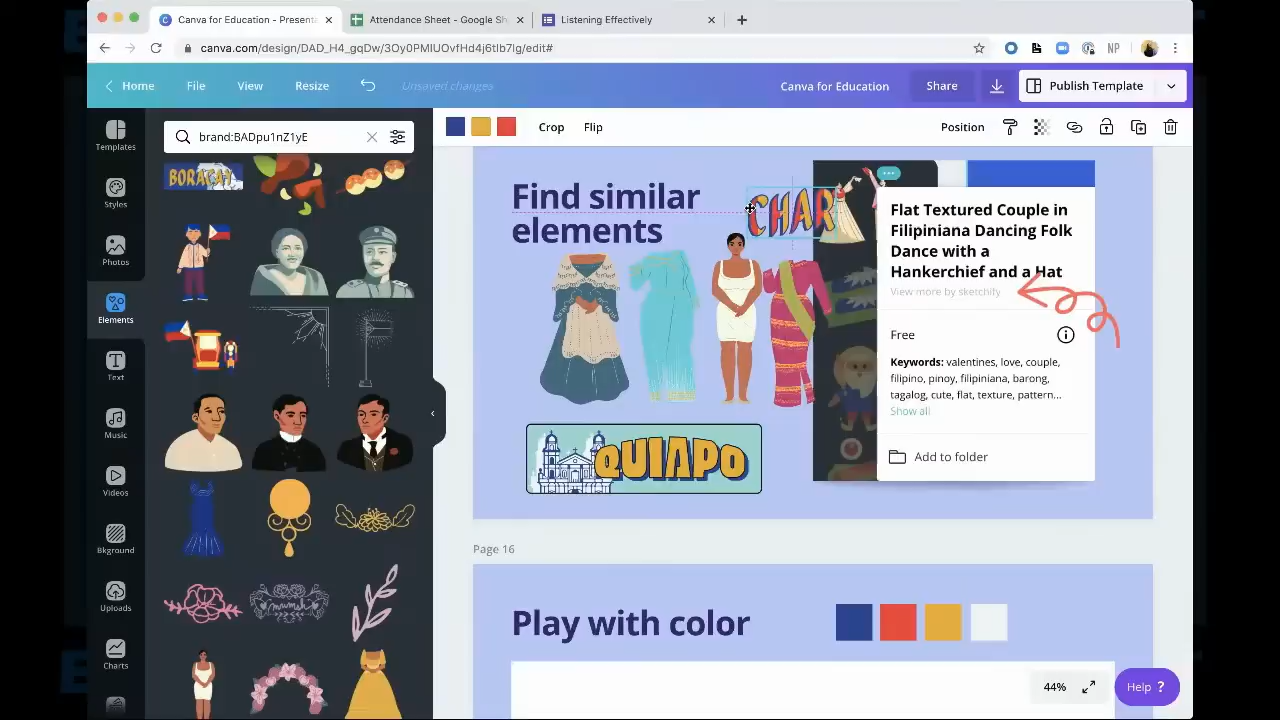 Canva for Education - Presenta
Attendance Sheet - Google Sh
Listening Effectively
canva.com/design/DAD_H4_gqDw/3Oy0PMIUOvfHd4j6tIb7Ig/edit#
NP
Home
File
View
Resize
Unsaved changes
Canva for Education
Share
Publish Template
Templates
Styles
Photos
Elements
Text
Music
Videos
Bkground
Uploads
Charts
brand:BADpu1nZ1yE
BORACAY
mumsh
Crop
Flip
Position
Find similar
elements
CHAR
QUIAPO
Flat Textured Couple in
Filipiniana Dancing Folk
Dance with a
Hankerchief and a Hat
View more by sketchify
Free
Keywords: valentines, love, couple,
filipino, pinoy, filipiniana, barong,
tagalog, cute, flat, texture, pattern...
Show all
Add to folder
Page 16
Play with color
44%
Help ?